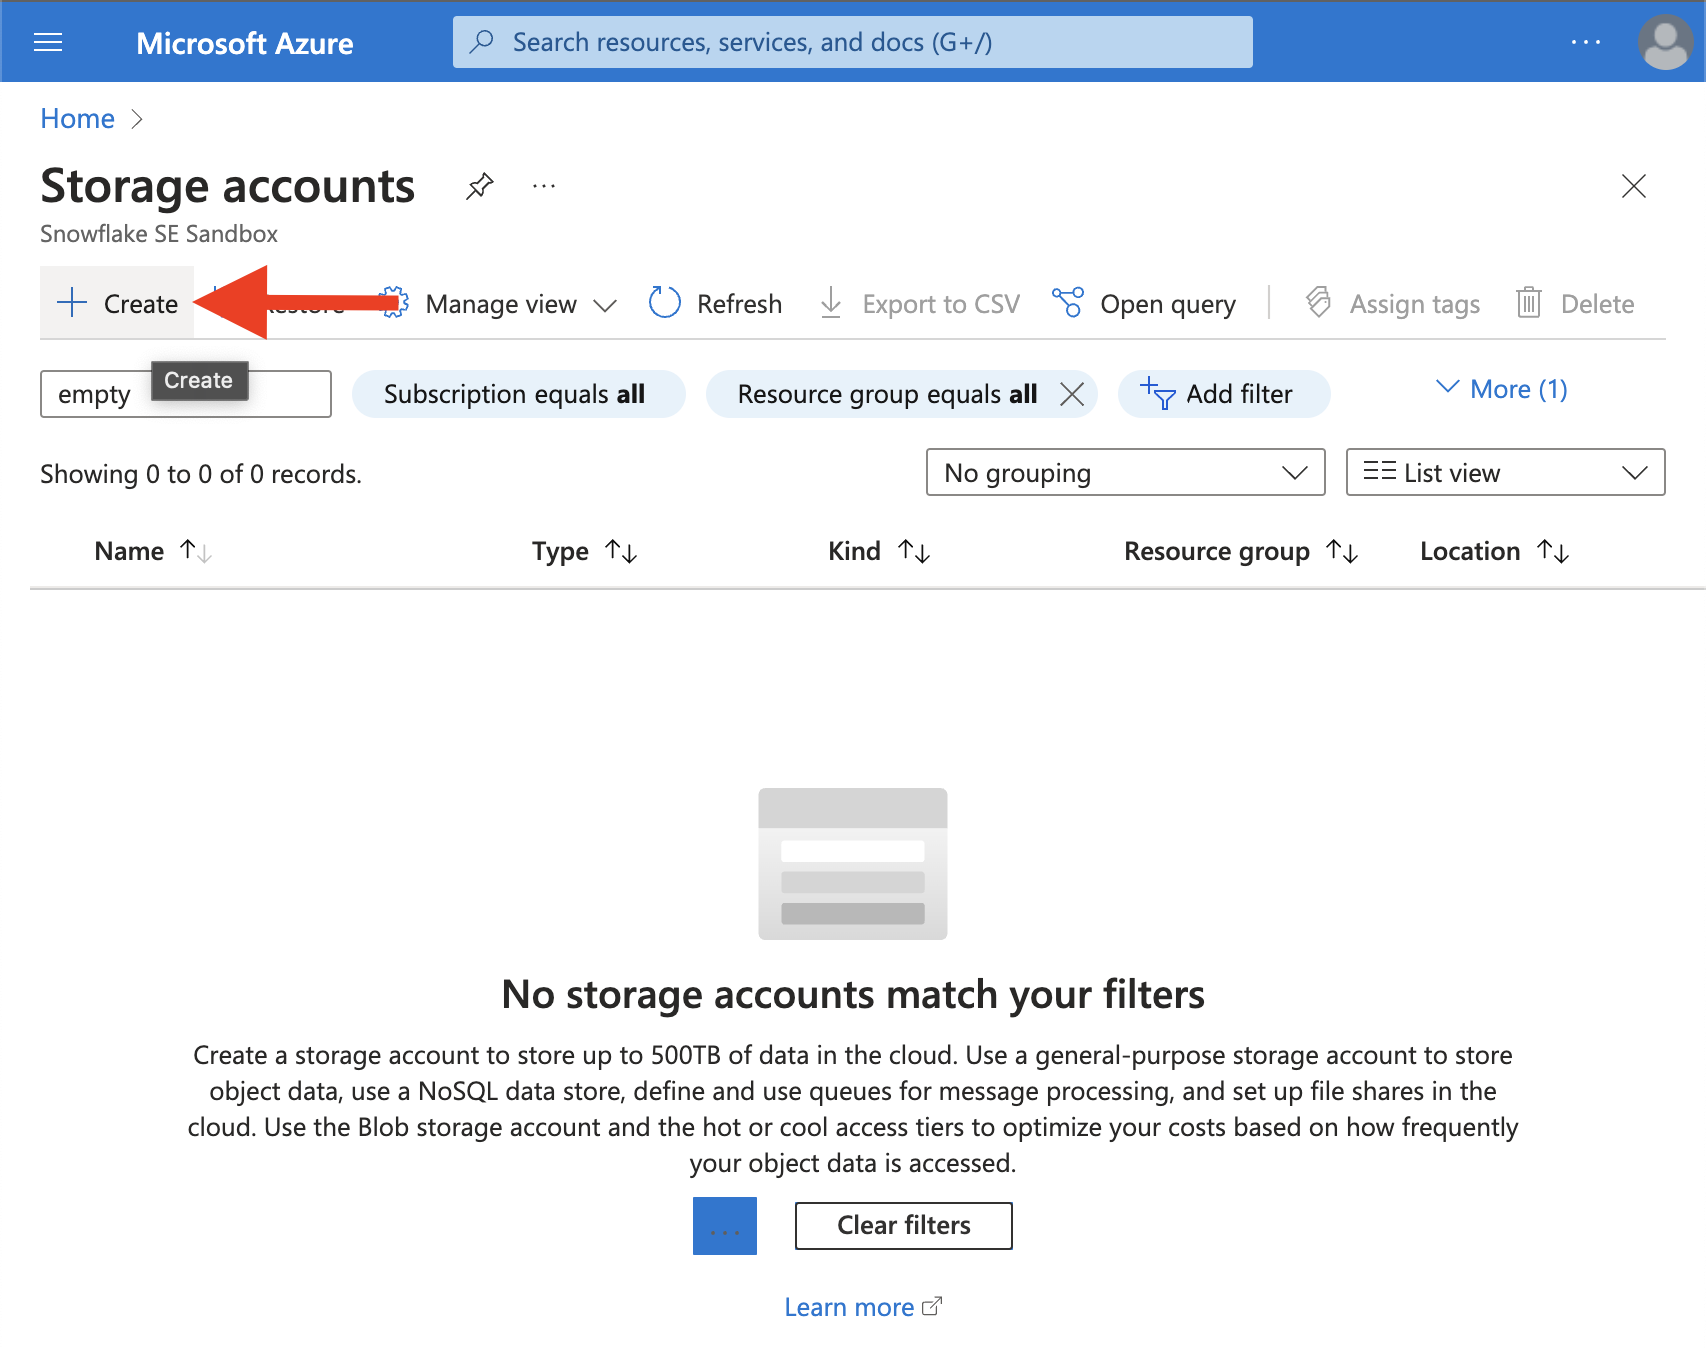 Microsoft Azure
Search resources, services, and docs (G+/)
Home
Storage accounts
Snowflake SE Sandbox
Create Restore Manage view Refresh Export to CSV Open query Assign tags Delete
Create
empty Subscription equals all Resource group equals all Add filter More (1)
Showing 0 to 0 of 0 records. No grouping List view
Name Type Kind Resource group Location
No storage accounts match your filters
Create a storage account to store up to 500TB of data in the cloud. Use a general-purpose storage account to store
object data, use a NoSQL data store, define and use queues for message processing, and set up file shares in the
cloud. Use the Blob storage account and the hot or cool access tiers to optimize your costs based on how frequently
your object data is accessed.
... Clear filters
Learn more